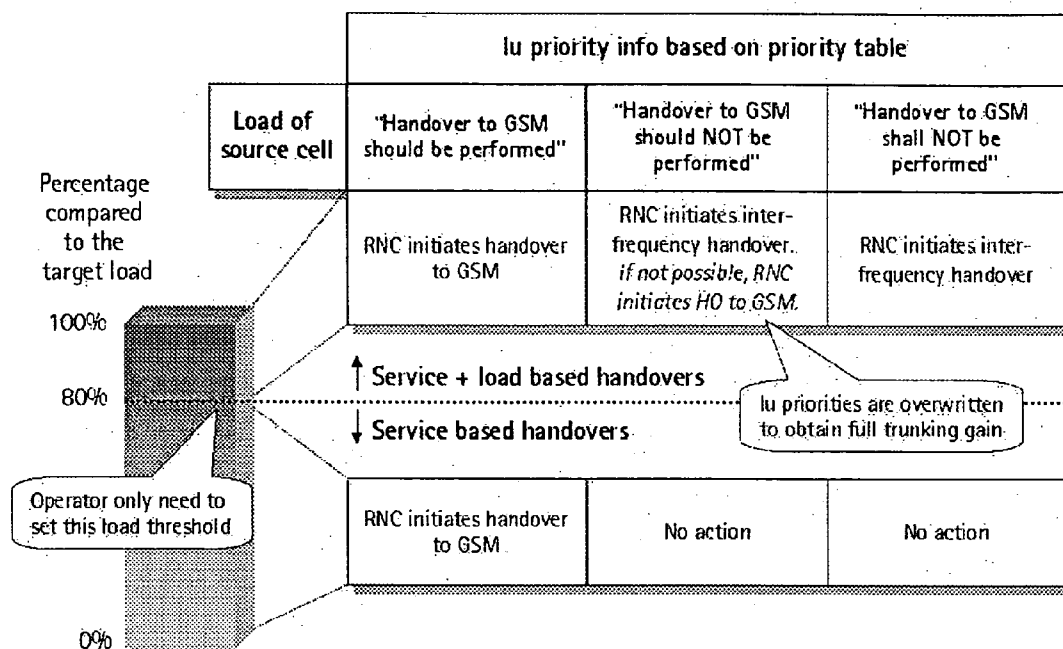 Iu priority info based on priority table
Load of
source cell
"Handover to GSM
should be performed"
"Handover to GSM
should NOT be
performed"
"Handover to GSM
shall NOT be
performed"
Percentage
compared
to the
target load
RNC initiates handover
to GSM
RNC initiates inter-
frequency handover..
if not possible, RNC
initiates HO to GSM.
RNC initiates inter-
frequency handover
100%
80%
↑ Service + load based handovers
↓ Service based handovers
Iu priorities are overwritten
to obtain full trunking gain
Operator only need to
set this load threshold
RNC initiates handover
to GSM
No action
No action
0%